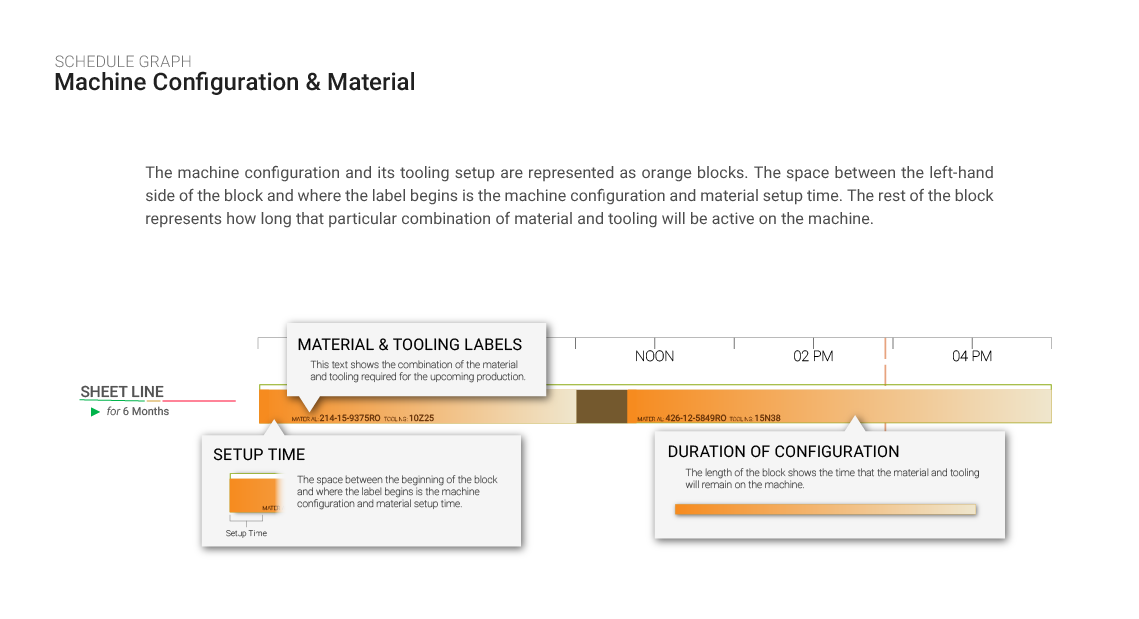 SCHEDULE GRAPH
Machine Configuration & Material
The machine configuration and its tooling setup are represented as orange blocks. The space between the left-hand
side of the block and where the label begins is the machine configuration and material setup time. The rest of the block
represents how long that particular combination of material and tooling will be active on the machine.
MATERIAL & TOOLING LABELS
This text shows the combination of the material
and tooling required for the upcoming production.
NOON
02 PM
04 PM
SHEET LINE
for 6 Months
MATERIAL 214-15-9375RO TOOLING 10Z25
MATERIAL 426-12-5849RO TOOLING 15N38
SETUP TIME
The space between the beginning of the block
and where the label begins is the machine
configuration and material setup time.
MATE
Setup Time
DURATION OF CONFIGURATION
The length of the block shows the time that the material and tooling
will remain on the machine.